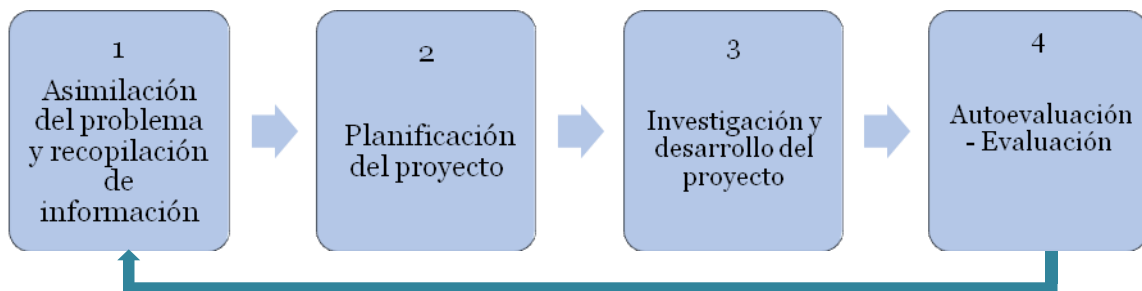 1
Asimilación
del problema
y recopilación
de
información
2
Planificación
del proyecto
3
Investigación y
desarrollo del
proyecto
4
Autoevaluación
- Evaluación